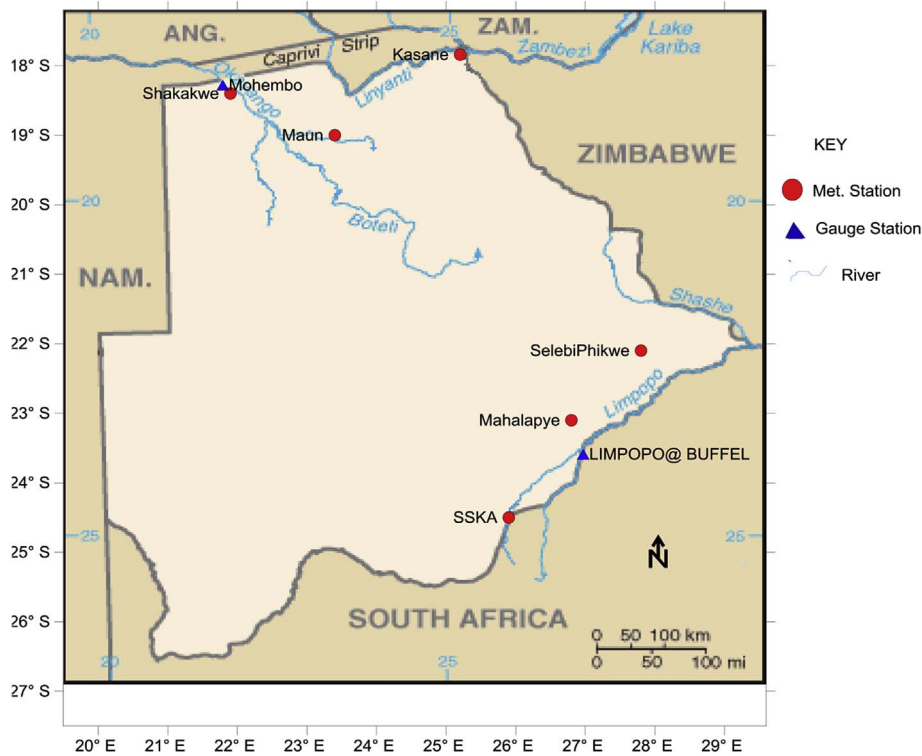 20
ANG.
25
ZAM.
Lake
Kariba
Caprivi Strip
Kasane
Zambezi
18° S
Okavango
Mohembo
Shakakwe
Linyanti
19° S
Maun
ZIMBABWE
KEY
Met. Station
20° S
20
20
Boteti
Gauge Station
21° S
NAM.
River
Shashe
22° S
SelebiPhikwe
Limpopo
23° S
Mahalapye
LIMPOPO@ BUFFEL
24° S
SSKA
25
25
25° S
N
26° S
SOUTH AFRICA
0 50 100 km
0 50 100 mi
20
25
27° S
20° E 21° E 22° E 23° E 24° E 25° E 26° E 27° E 28° E 29° E